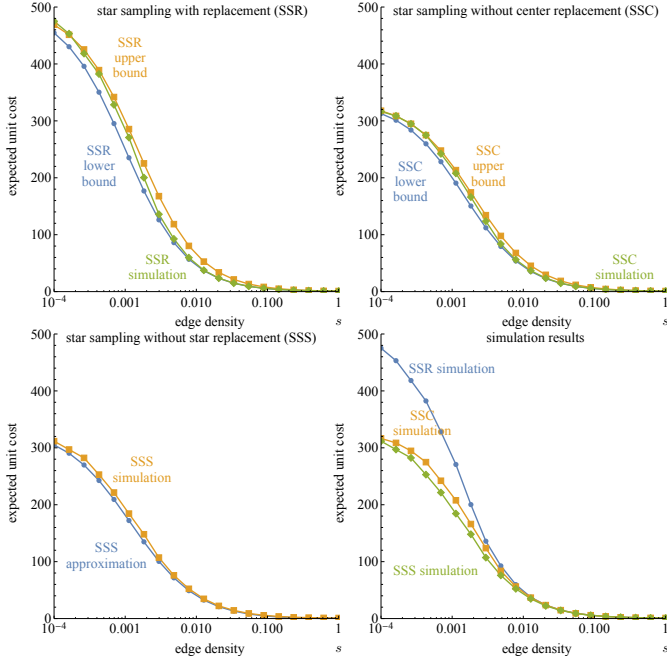 star sampling with replacement (SSR)
500
400
300
200
100
0
expected unit cost
SSR
upper
bound
SSR
lower
bound
SSR
simulation
10⁻⁴
0.001
0.010
0.100
1
edge density
s
star sampling without center replacement (SSC)
500
400
300
200
100
0
expected unit cost
SSC
lower
bound
SSC
upper
bound
SSC
simulation
10⁻⁴
0.001
0.010
0.100
1
edge density
s
star sampling without star replacement (SSS)
500
400
300
200
100
0
expected unit cost
SSS
simulation
SSS
approximation
10⁻⁴
0.001
0.010
0.100
1
edge density
s
simulation results
500
400
300
200
100
0
expected unit cost
SSR simulation
SSC
simulation
SSS simulation
10⁻⁴
0.001
0.010
0.100
1
edge density
s